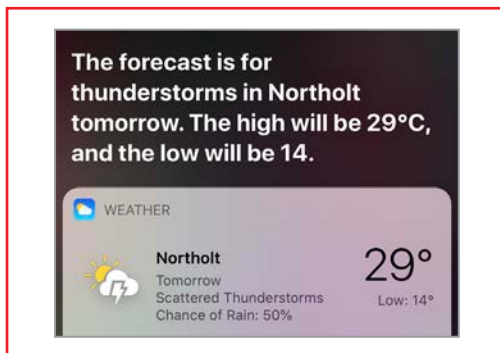 The forecast is for
thunderstorms in Northolt
tomorrow. The high will be 29°C,
and the low will be 14.
WEATHER
Northolt
Tomorrow
Scattered Thunderstorms
Chance of Rain: 50%
29°
Low: 14°